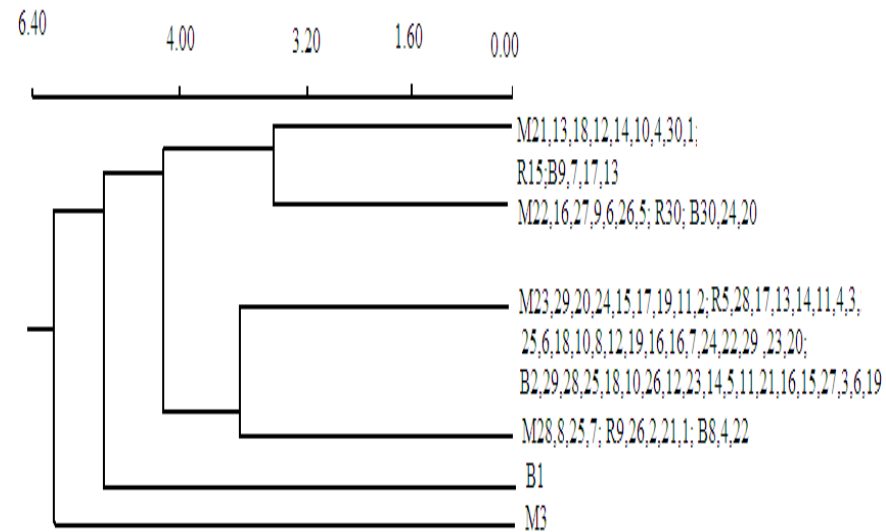 6.40 4.00 3.20 1.60 0.00
M21,13,18,12,14,10,4,30,1;
R15;B9,7,17,13
M22,16,27,9,6,26,5; R30; B30,24,20
M23,29,20,24,15,17,19,11,2;R5,28,17,13,14,11,4,3,
25,6,18,10,8,12,19,16,16,7,24,22,29 ,23,20;
B2,29,28,25,18,10,26,12,23,14,5,11,21,16,15,27,3,6,19
M28,8,25,7; R9,26,2,21,1; B8,4,22
B1
M3